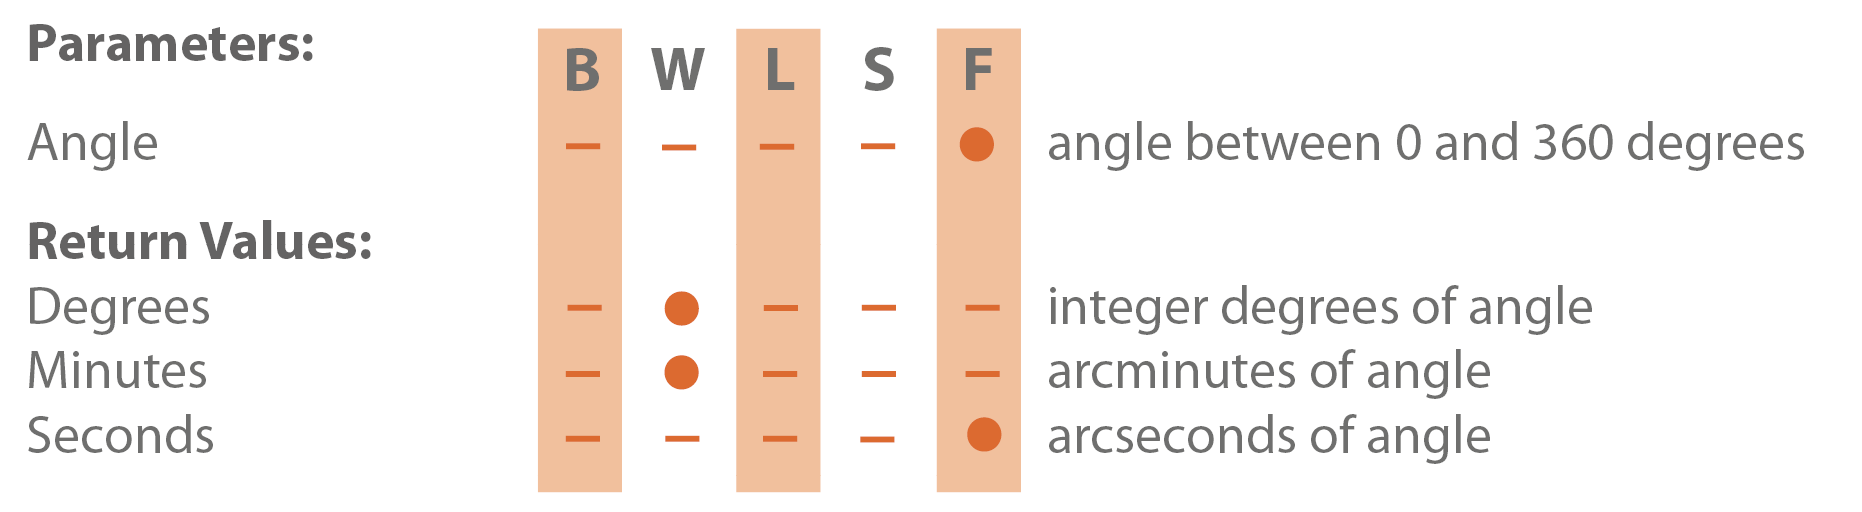 Parameters: B W L S F
Angle – – – – ● angle between 0 and 360 degrees
Return Values:
Degrees – ● – – – integer degrees of angle
Minutes – ● – – – arcminutes of angle
Seconds – – – – ● arcseconds of angle